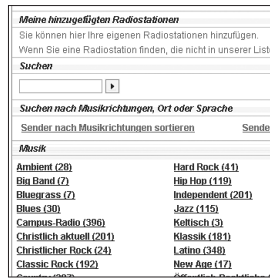 Meine hinzugefügten Radiostationen
Sie können hier Ihre eigenen Radiostationen hinzufügen.
Wenn Sie eine Radiostation finden, die nicht in unserer List
Suchen
Suchen nach Musikrichtungen, Ort oder Sprache
Sender nach Musikrichtungen sortieren Sende
Musik
Ambient (28) Hard Rock (41)
Big Band (7) Hip Hop (119)
Bluegrass (7) Independent (201)
Blues (30) Jazz (115)
Campus-Radio (396) Keltisch (3)
Christlich aktuell (201) Klassik (181)
Christlicher Rock (24) Latino (348)
Classic Rock (192) New Age (17)